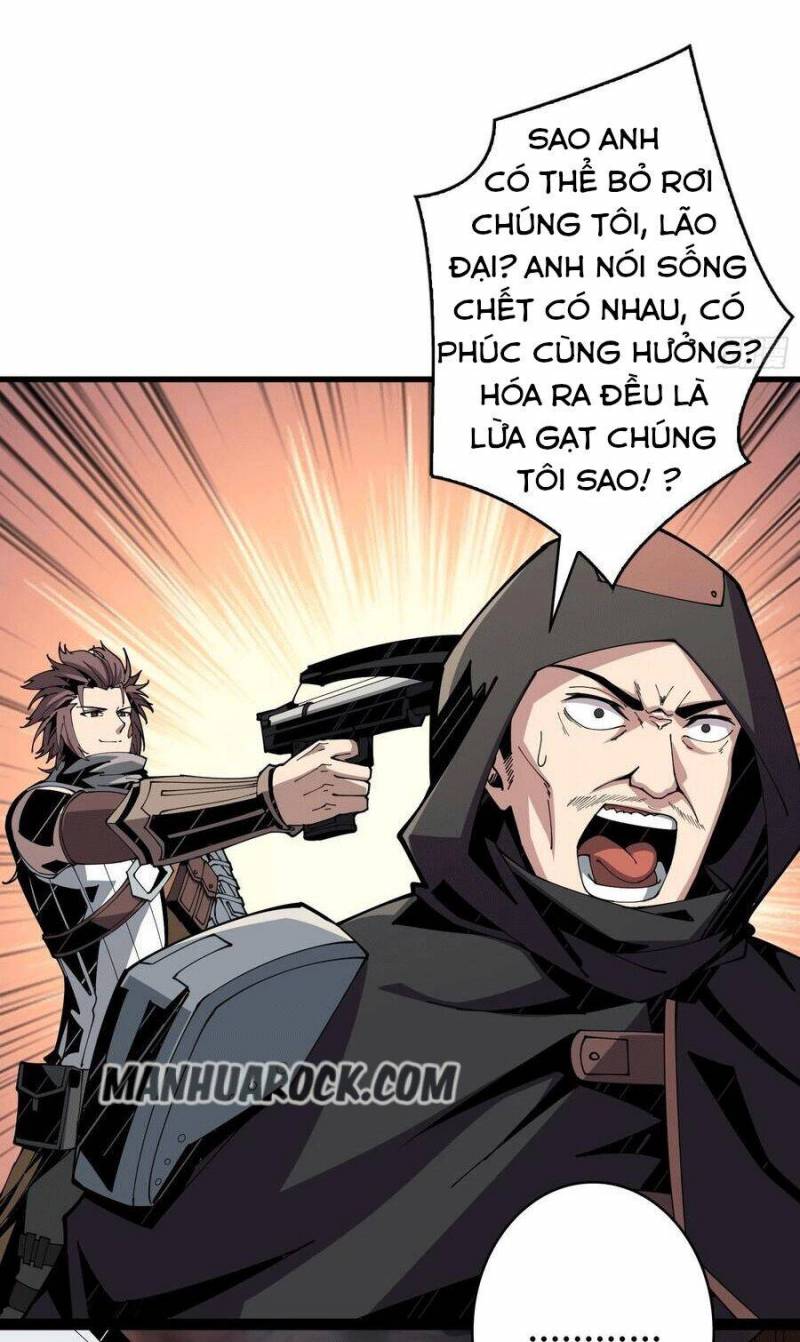 SAO ANH
CÓ THỂ BỎ RƠI
CHÚNG TÔI, LÃO
ĐẠI? ANH NÓI SỐNG
CHẾT CÓ NHAU, CÓ
PHÚC CÙNG HƯỞNG?
HÓA RA ĐỀU LÀ
LỪA GẠT CHÚNG
TÔI SAO! ?
MANHUAROCK.COM
............